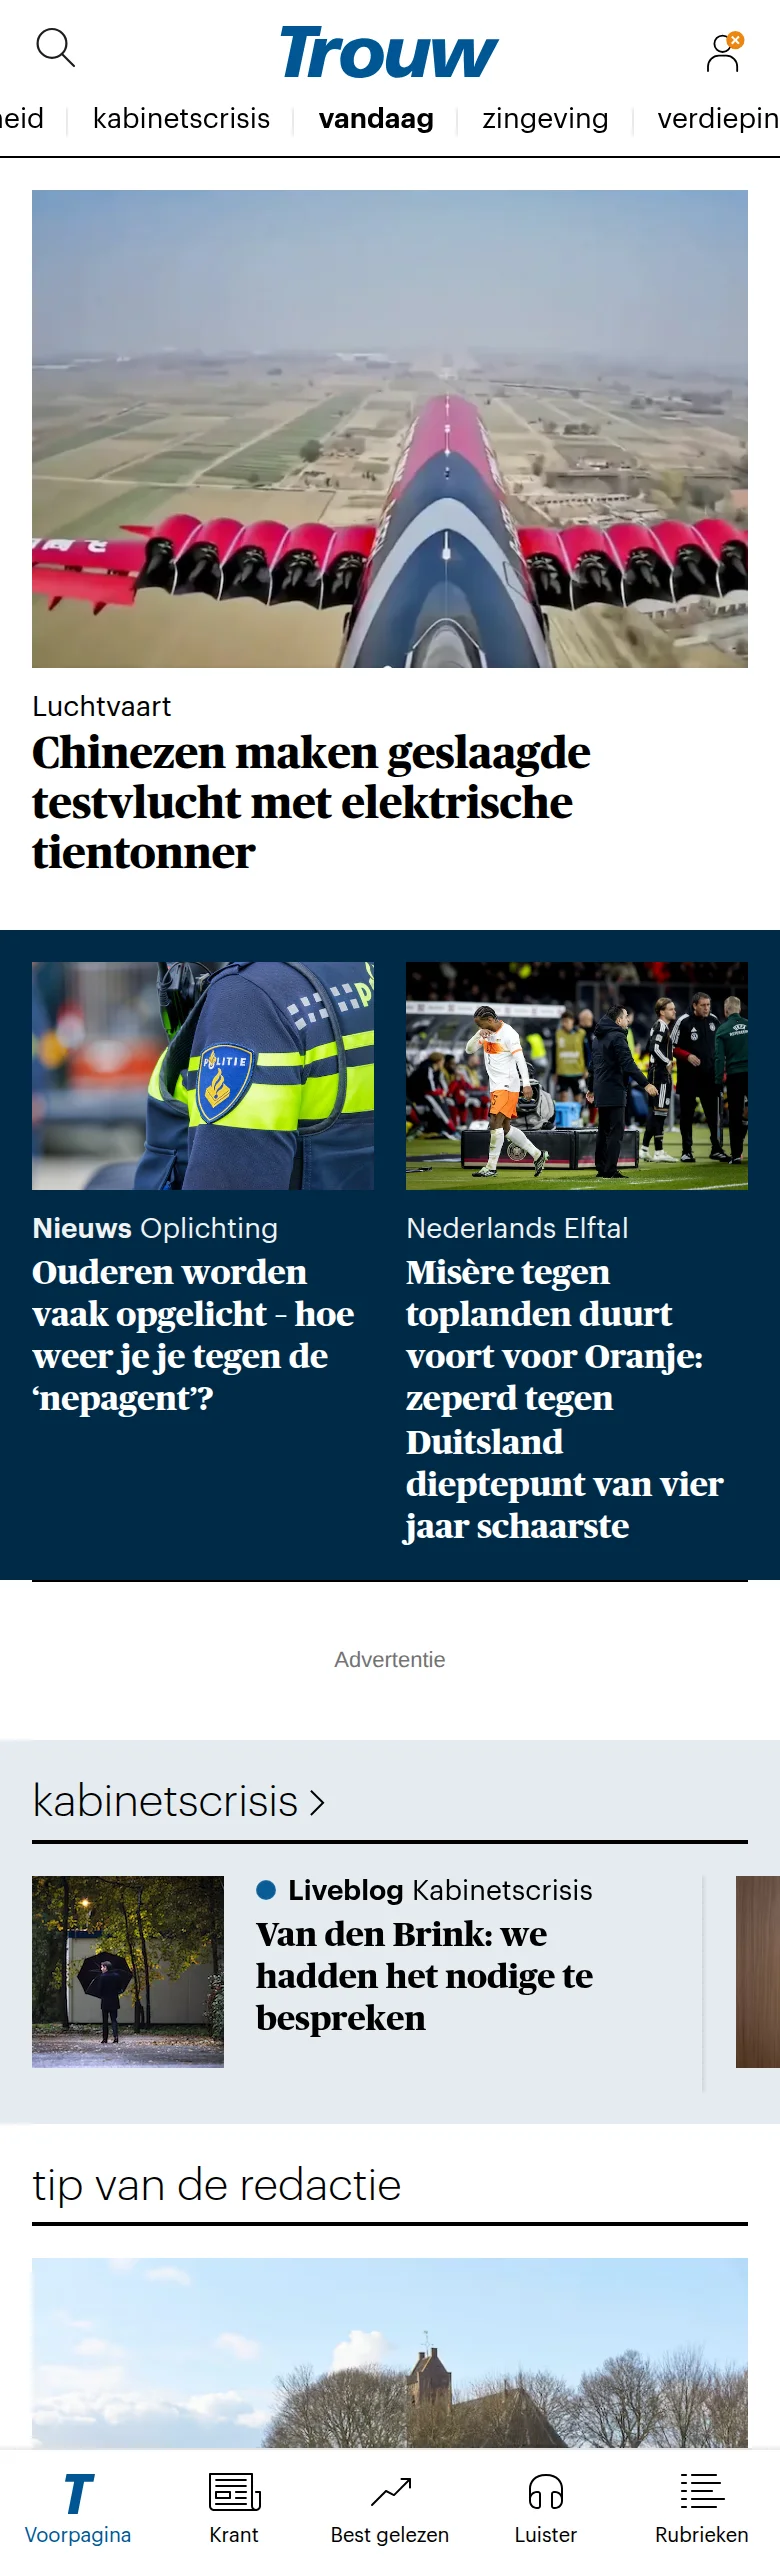 Trouw
heid
kabinetscrisis
vandaag
zingeving
verdiepin
Luchtvaart
Chinezen maken geslaagde
testvlucht met elektrische
tientonner
POLITIE
Nieuws Oplichting
Ouderen worden
vaak opgelicht – hoe
weer je je tegen de
‘nepagent’?
Nederlands Elftal
Misère tegen
toplanden duurt
voort voor Oranje:
zeperd tegen
Duitsland
dieptepunt van vier
jaar schaarste
Advertentie
kabinetscrisis
Liveblog Kabinetscrisis
Van den Brink: we
hadden het nodige te
bespreken
tip van de redactie
Voorpagina
Krant
Best gelezen
Luister
Rubrieken